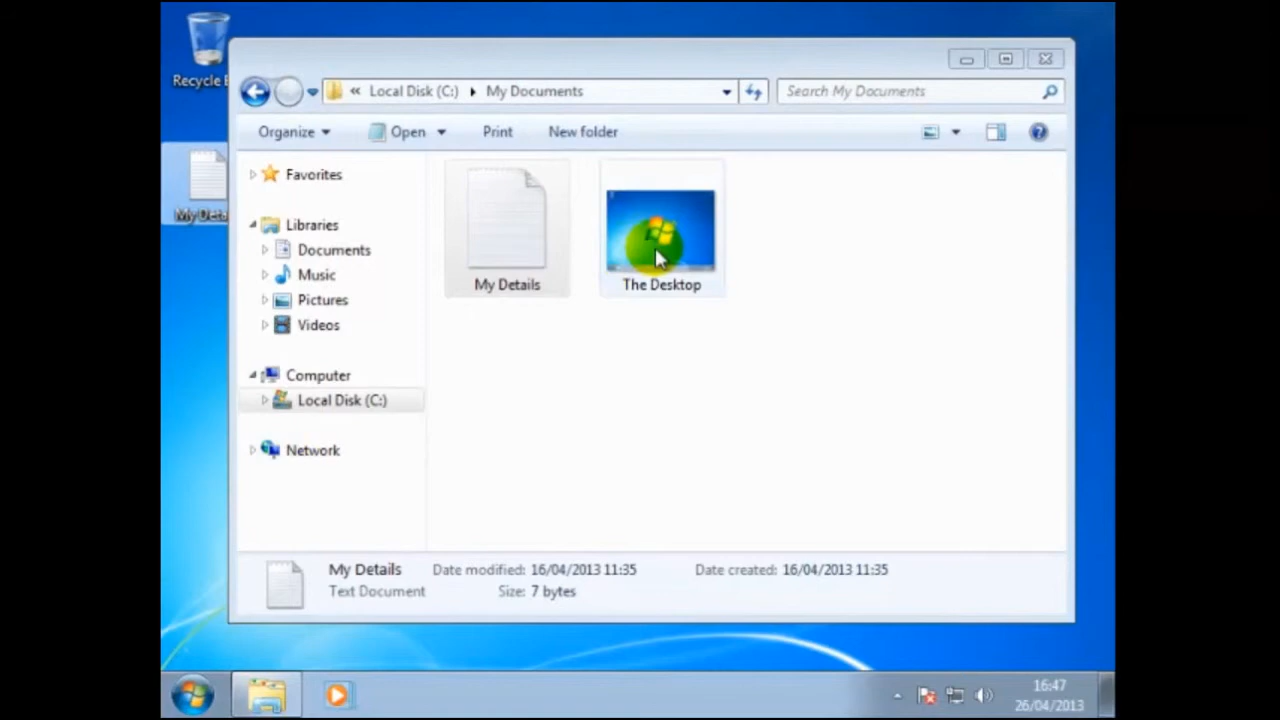 Recycle
Local Disk (C:) My Documents
Search My Documents
Organize Open Print New folder
Favorites
Libraries
Documents
Music
Pictures
Videos
Computer
Local Disk (C:)
Network
My Details
The Desktop
My
My Details Date modified: 16/04/2013 11:35 Date created: 16/04/2013 11:35
Text Document Size: 7 bytes
16:47
26/04/2013